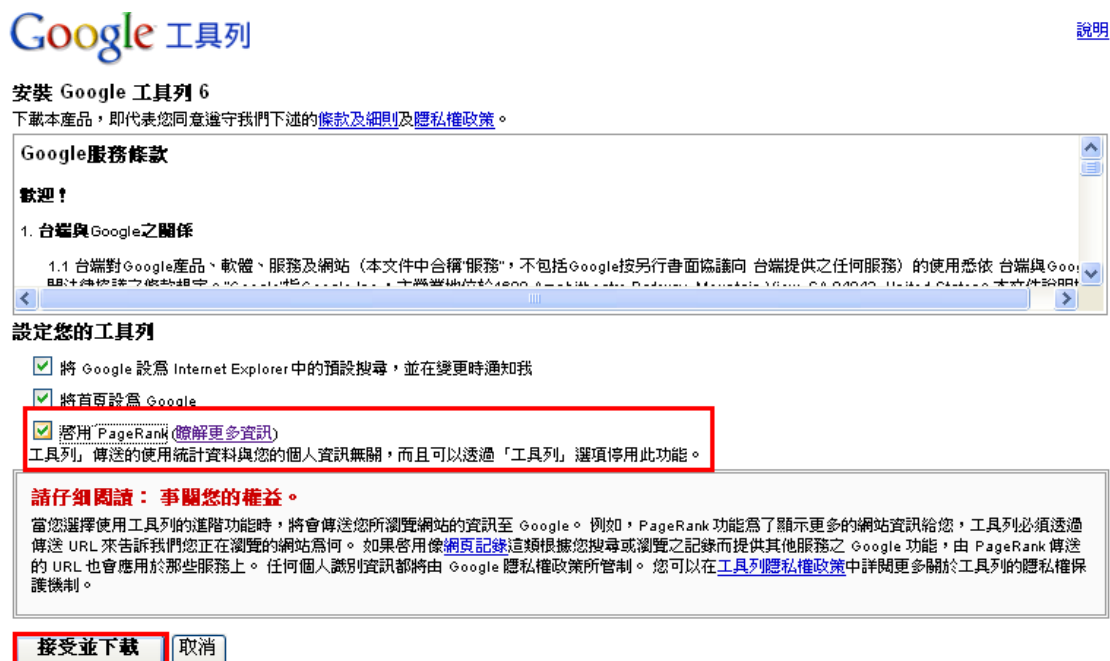 Google 工具列
說明
安裝 Google 工具列 6
下載本產品，即代表您同意遵守我們下述的條款及細則及隱私權政策。
Google服務條款
歡迎！
1. 台端與Google之關係
1.1 台端對Google產品、軟體、服務及網站（本文件中合稱"服務"，不包括Google按另行書面協議向 台端提供之任何服務）的使用悉依 台端與Goo
設定您的工具列
將 Google 設為 Internet Explorer 中的預設搜尋，並在變更時通知我
將首頁設為 Google
啓用 PageRank (瞭解更多資訊)
工具列」傳送的使用統計資料與您的個人資訊無關，而且可以透過「工具列」選項停用此功能。
請仔細閱讀： 事關您的權益。
當您選擇使用工具列的進階功能時，將會傳送您所瀏覽網站的資訊至 Google。 例如，PageRank 功能為了顯示更多的網站資訊給您，工具列必須透過
傳送 URL 來告訴我們您正在瀏覽的網站為何。 如果啓用像網頁記錄這類根據您搜尋或瀏覽之記錄而提供其他服務之 Google 功能，由 PageRank 傳送
的 URL 也會應用於那些服務上。 任何個人識別資訊都將由 Google 隱私權政策所管制。 您可以在工具列隱私權政策中詳閱更多關於工具列的隱私權保
護機制。
接受並下載
取消